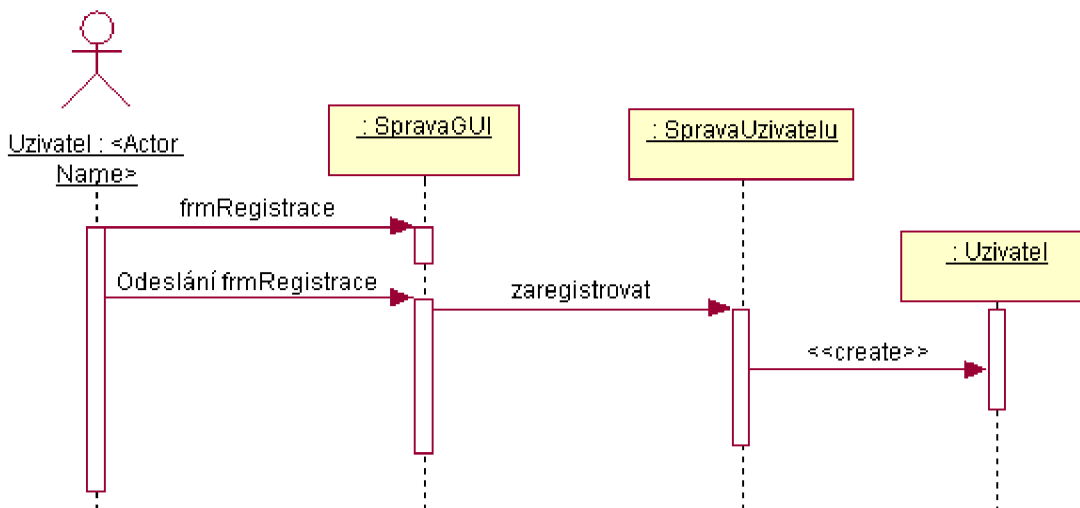 Uzivatel : <Actor
Name>
: SpravaGUI
: SpravaUzivatelu
: Uzivatel
frmRegistrace
Odeslání frmRegistrace
zaregistrovat
<<create>>